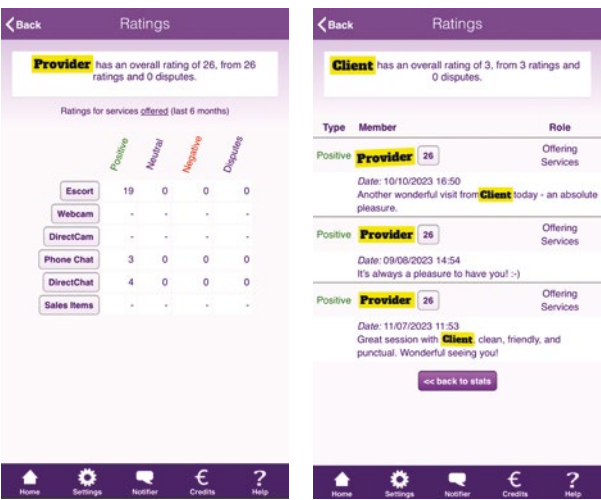 Back
Ratings
Provider has an overall rating of 26, from 26
ratings and 0 disputes.
Ratings for services offered (last 6 months)
Positive Neutral Negative Disputes
Escort 19 0 0 0
Webcam - - - -
DirectCam - - - -
Phone Chat 3 0 0 0
DirectChat 4 0 0 0
Sales Items - - - -
Home Settings Notifier Credits Help
Back
Ratings
Client has an overall rating of 3, from 3 ratings and
0 disputes.
Type Member Role
Positive Provider 26 Offering
Services
Date: 10/10/2023 16:50
Another wonderful visit from Client today - an absolute
pleasure.
Positive Provider 26 Offering
Services
Date: 09/08/2023 14:54
It's always a pleasure to have you! :-)
Positive Provider 26 Offering
Services
Date: 11/07/2023 11:53
Great session with Client, clean, friendly, and
punctual. Wonderful seeing you!
<< back to stats
Home Settings Notifier Credits Help